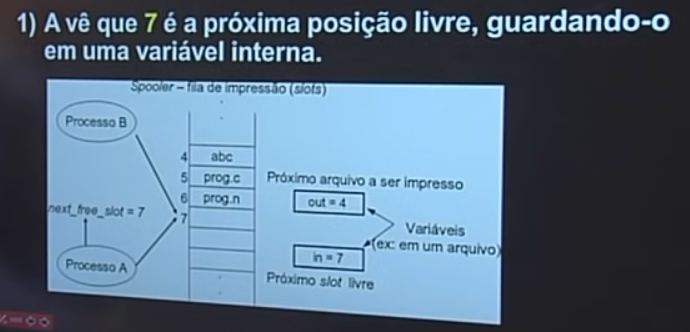 1) A vê que 7 é a próxima posição livre, guardando-o
em uma variável interna.
Spooler – fila de impressão (slots)
Processo B
4 abc
5 prog.c
6 prog.n
7
next_free_slot = 7
Processo A
Próximo arquivo a ser impresso
out = 4
Variáveis
(ex: em um arquivo)
in = 7
Próximo slot livre